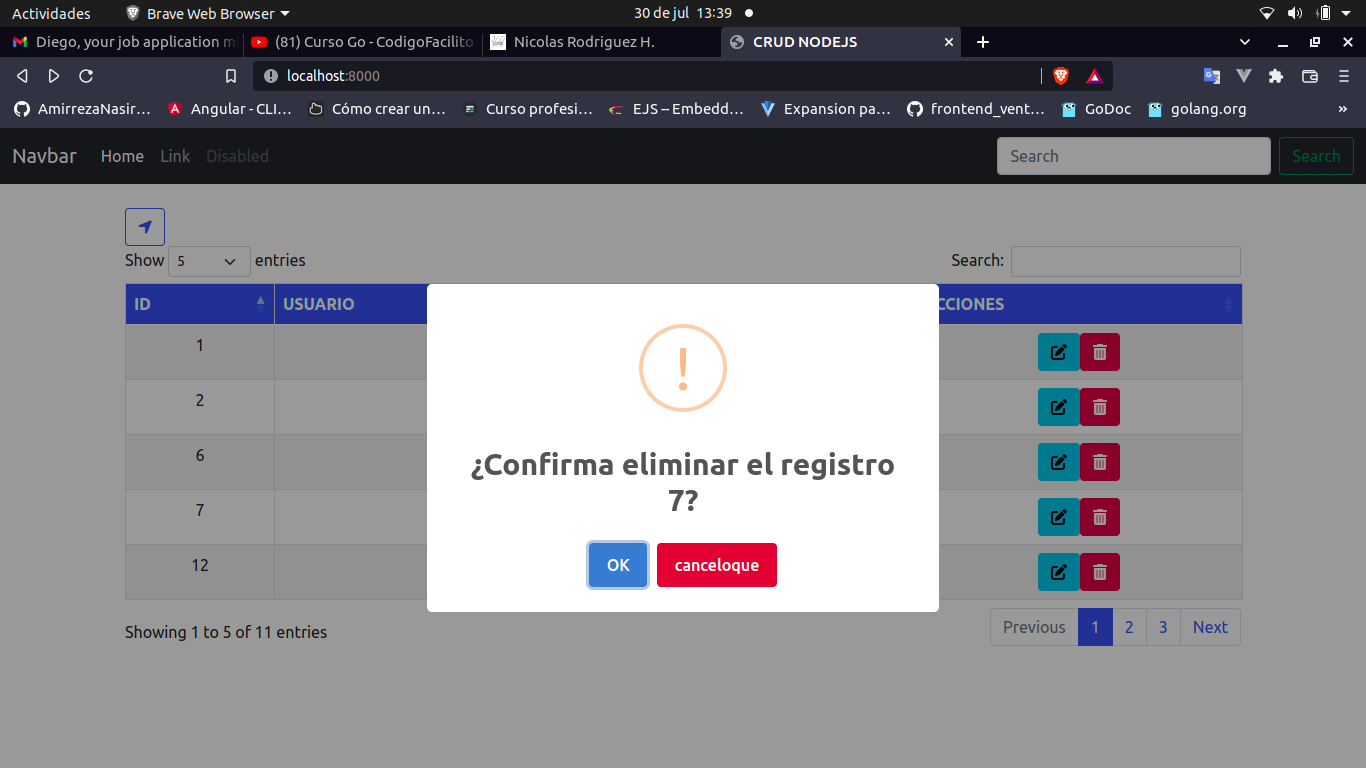 Actividades Brave Web Browser 30 de jul 13:39
Diego, your job application m (81) Curso Go - CodigoFacilito Nicolas Rodriguez H. CRUD NODEJS
localhost:8000
AmirrezaNasir… Angular - CLI… Cómo crear un… Curso profesi… EJS -- Embedd… Expansion pa… frontend_vent… GoDoc golang.org »
Navbar Home Link Disabled Search Search
Show 5 entries Search:
ID USUARIO CCIONES
1
2
6
7
12
¿Confirma eliminar el registro
7?
OK canceloque
Showing 1 to 5 of 11 entries Previous 1 2 3 Next